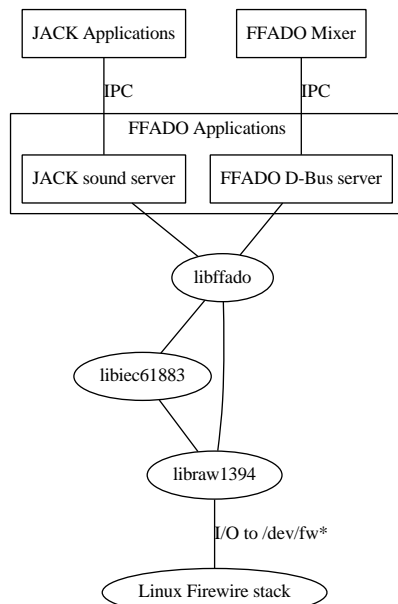 JACK Applications
FFADO Mixer
IPC
IPC
FFADO Applications
JACK sound server
FFADO D-Bus server
libffado
libiec61883
libraw1394
I/O to /dev/fw*
Linux Firewire stack